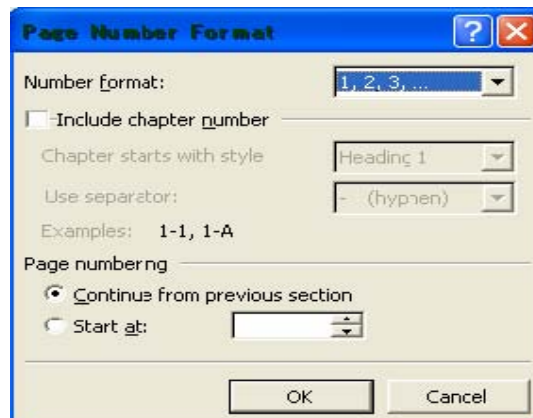 Page Number Format
Number format: 1, 2, 3, ...
Include chapter number
Chapter starts with style Heading 1
Use separator: - (hyphen)
Examples: 1-1, 1-A
Page numberng
Continue from previous section
Start at:
OK Cancel